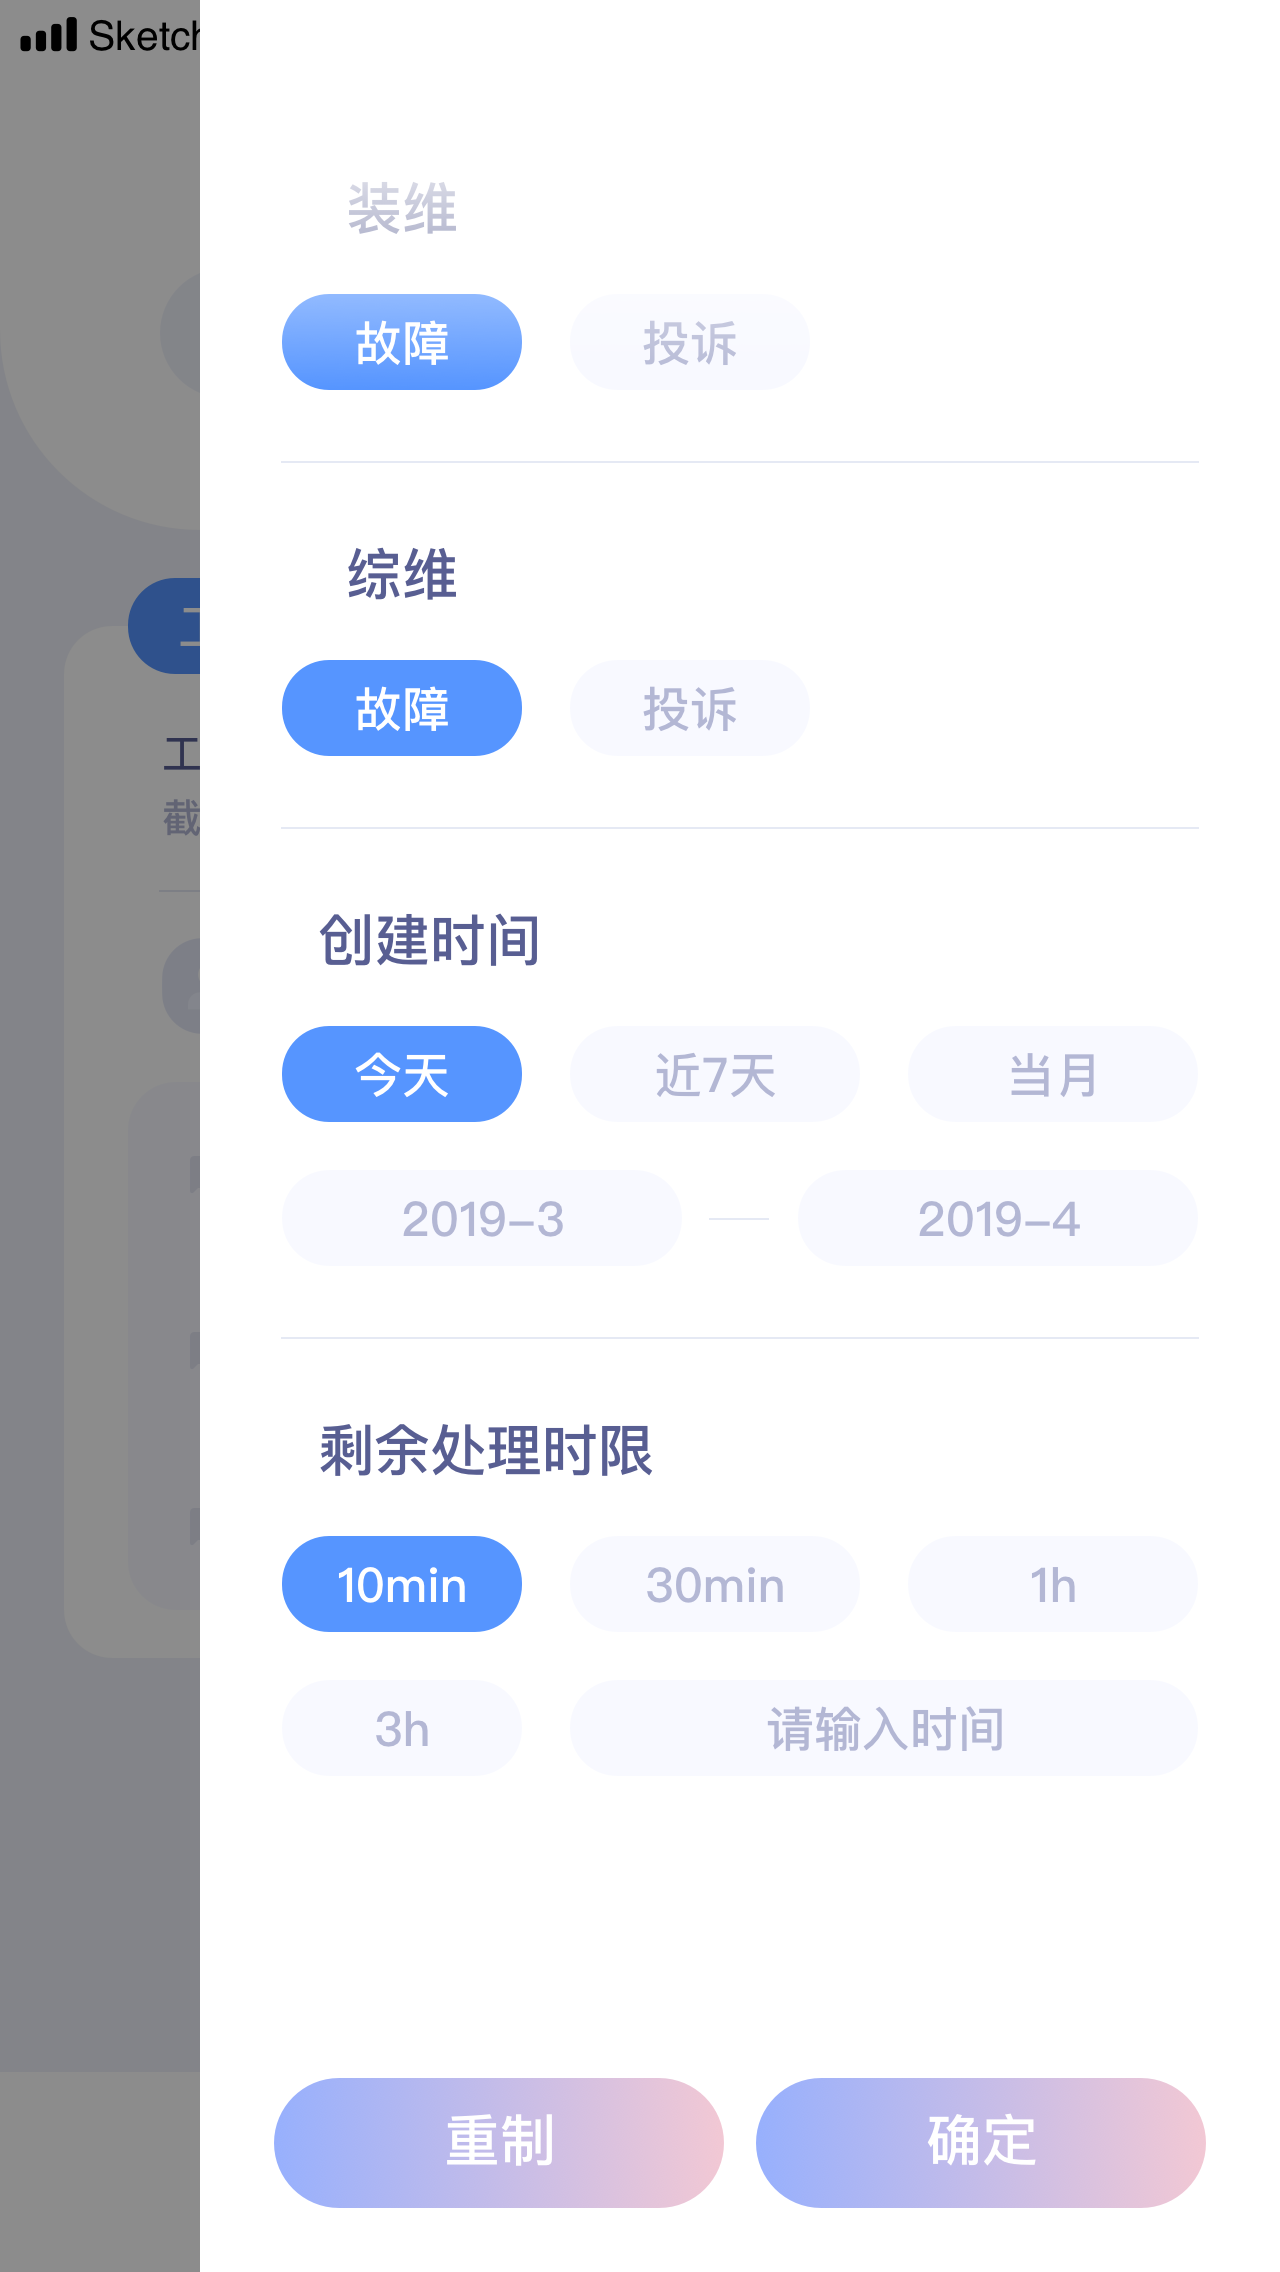 Sketch
装维
故障 投诉
综维
故障 投诉
工
截
创建时间
今天 近7天 当月
2019-3 2019-4
剩余处理时限
10min 30min 1h
3h 请输入时间
重制 确定